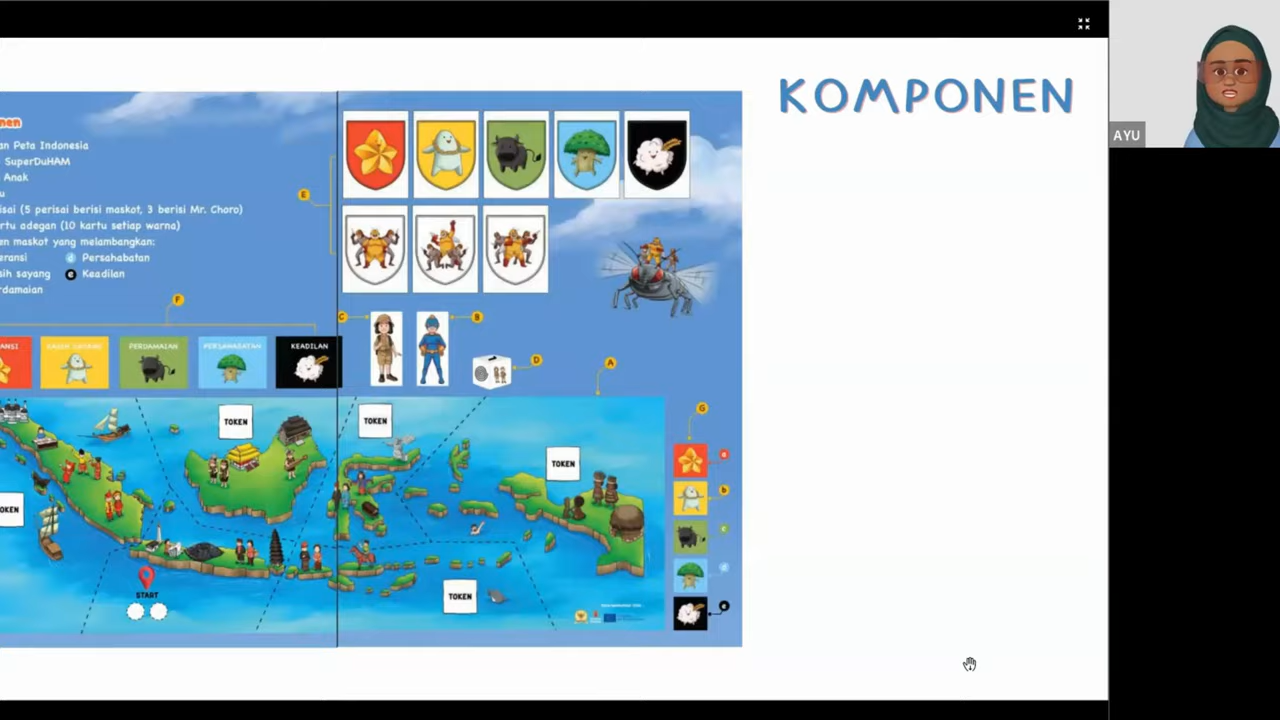 KOMPONEN
AYU
nen
an Peta Indonesia
SuperDuHAM
Anak
u
isai (5 perisai berisi maskot, 3 berisi Mr. Choro)
rtu adegan (10 kartu setiap warna)
en maskot yang melambangkan:
eransi d Persahabatan
sih sayang e Keadilan
rdamaian
E
F
C
B
D
A
G
ANSI
KASIH SAYANG
PERDAMAIAN
PERSAHABATAN
KEADILAN
TOKEN
TOKEN
TOKEN
OKEN
TOKEN
START
a
b
c
d
e